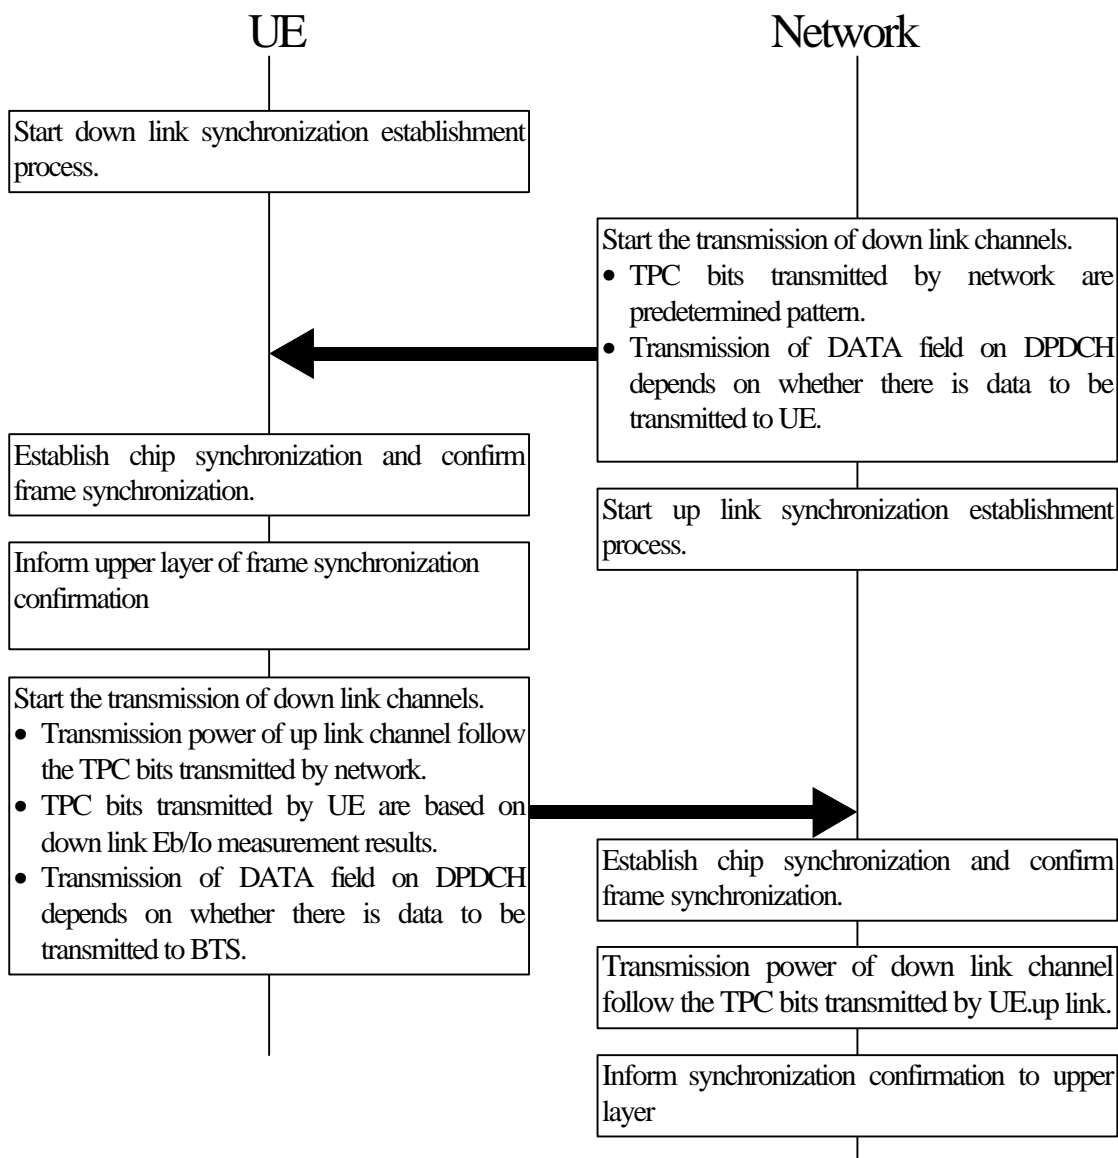 UE
Network
Start down link synchronization establishment
process.
Start the transmission of down link channels.
• TPC bits transmitted by network are
predetermined pattern.
• Transmission of DATA field on DPDCH
depends on whether there is data to be
transmitted to UE.
Establish chip synchronization and confirm
frame synchronization.
Start up link synchronization establishment
process.
Inform upper layer of frame synchronization
confirmation
Start the transmission of down link channels.
• Transmission power of up link channel follow
the TPC bits transmitted by network.
• TPC bits transmitted by UE are based on
down link Eb/Io measurement results.
• Transmission of DATA field on DPDCH
depends on whether there is data to be
transmitted to BTS.
Establish chip synchronization and confirm
frame synchronization.
Transmission power of down link channel
follow the TPC bits transmitted by UE.up link.
Inform synchronization confirmation to upper
layer